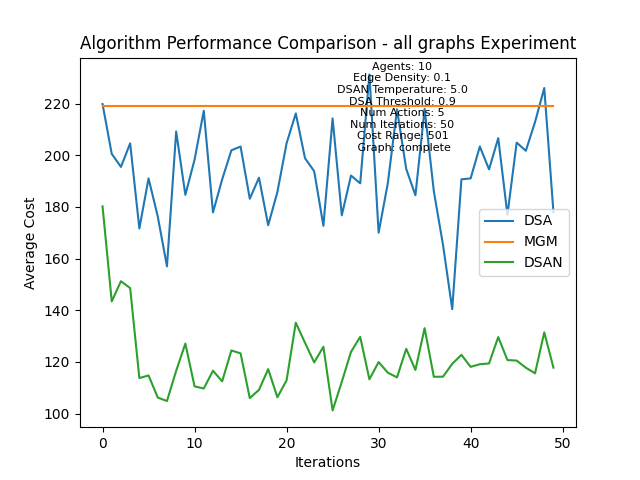 Algorithm Performance Comparison - all graphs Experiment
Agents: 10
Edge Density: 0.1
DSAN Temperature: 5.0
DSA Threshold: 0.9
Num Actions: 5
Num Iterations: 50
Cost Range: 501
Graph: complete
220
200
180
160
140
120
100
Average Cost
DSA
MGM
DSAN
0
10
20
30
40
50
Iterations